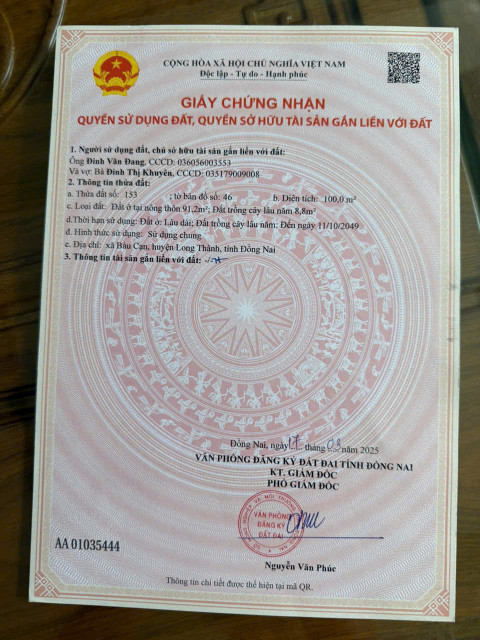 CỘNG HÒA XÃ HỘI CHỦ NGHĨA VIỆT NAM
Độc lập - Tự do - Hạnh phúc
GIẤY CHỨNG NHẬN
QUYỀN SỬ DỤNG ĐẤT, QUYỀN SỞ HỮU TÀI SẢN GẮN LIỀN VỚI ĐẤT
1. Người sử dụng đất, chủ sở hữu tài sản gắn liền với đất:
Ông Đinh Văn Đang, CCCD: 036056003553
Và vợ: Bà Đinh Thị Khuyên, CCCD: 035179009008
2. Thông tin thửa đất:
a. Thửa đất số: 153 ; tờ bản đồ số: 46 b. Diện tích: 100,0 m²
c. Loại đất: Đất ở tại nông thôn 91,2m²; Đất trồng cây lâu năm 8,8m²
d.Thời hạn sử dụng: Đất ở: Lâu dài; Đất trồng cây lâu năm: Đến ngày 11/10/2049
đ. Hình thức sử dụng: Sử dụng chung
e. Địa chỉ: xã Bàu Cạn, huyện Long Thành, tỉnh Đồng Nai
3. Thông tin tài sản gắn liền với đất: -/-
Đồng Nai, ngày 17 tháng 03 năm 2025
VĂN PHÒNG ĐĂNG KÝ ĐẤT ĐAI TỈNH ĐỒNG NAI
KT. GIÁM ĐỐC
PHÓ GIÁM ĐỐC
VĂN PHÒNG
ĐĂNG KÝ
ĐẤT ĐAI
AA 01035444
Nguyễn Văn Phúc
Thông tin chi tiết được thể hiện tại mã QR.